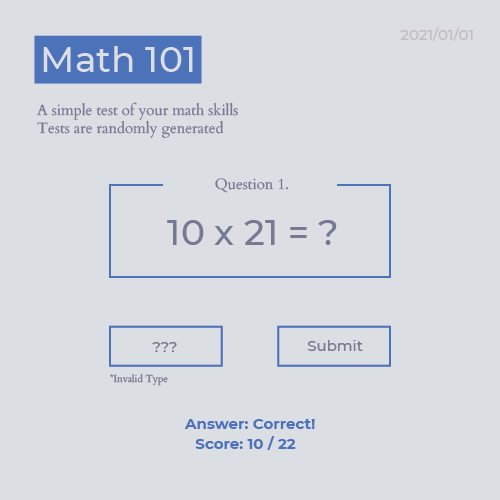 2021/01/01
Math 101
A simple test of your math skills
Tests are randomly generated
Question 1.
10 x 21 = ?
???
Submit
*Invalid Type
Answer: Correct!
Score: 10 / 22